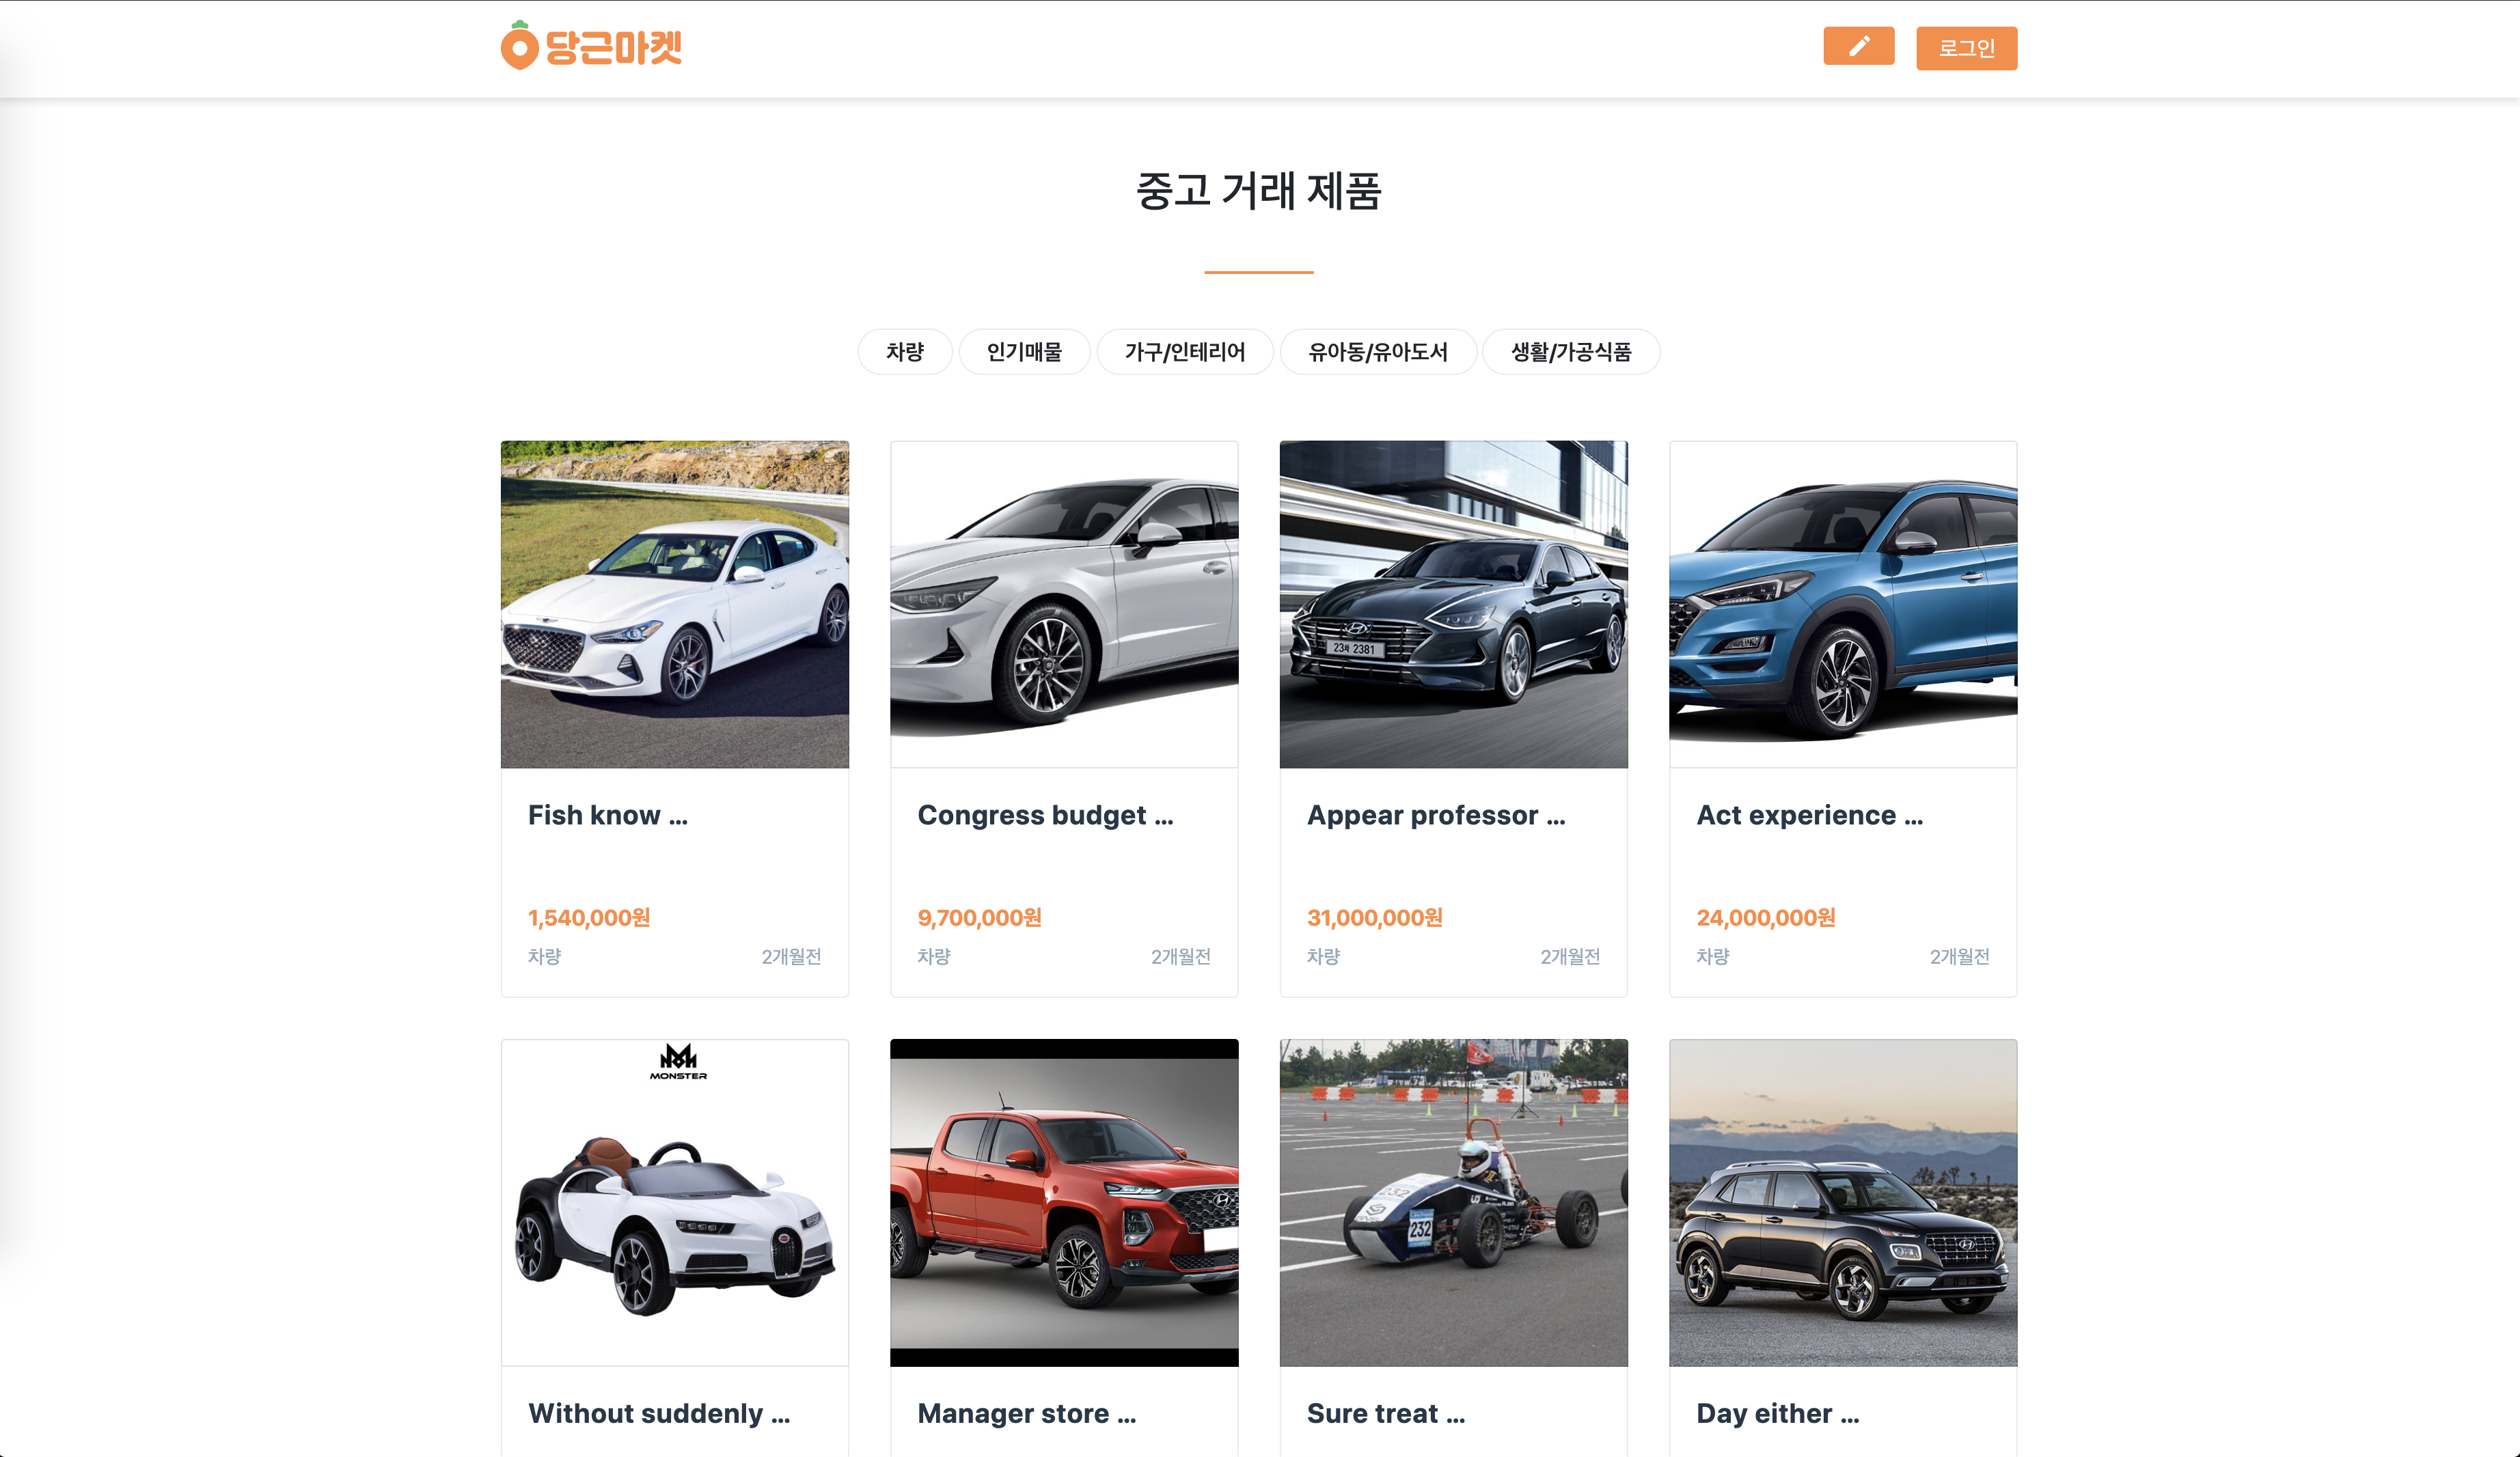 당근마켓
로그인
중고 거래 제품
차량 인기매물 가구/인테리어 유아동/유아도서 생활/가공식품
23 2381
Fish know ...
Congress budget ...
Appear professor ...
Act experience ...
1,540,000원
9,700,000원
31,000,000원
24,000,000원
차량 2개월전
차량 2개월전
차량 2개월전
차량 2개월전
MONSTER
232
232
Without suddenly ...
Manager store ...
Sure treat ...
Day either ...